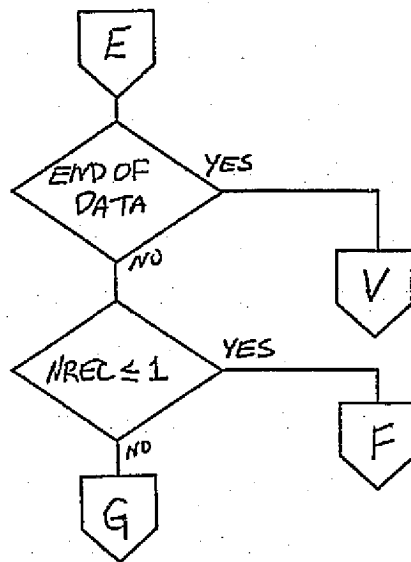 E
END OF
DATA
YES
NO
V
NREC ≤ 1
YES
NO
F
G